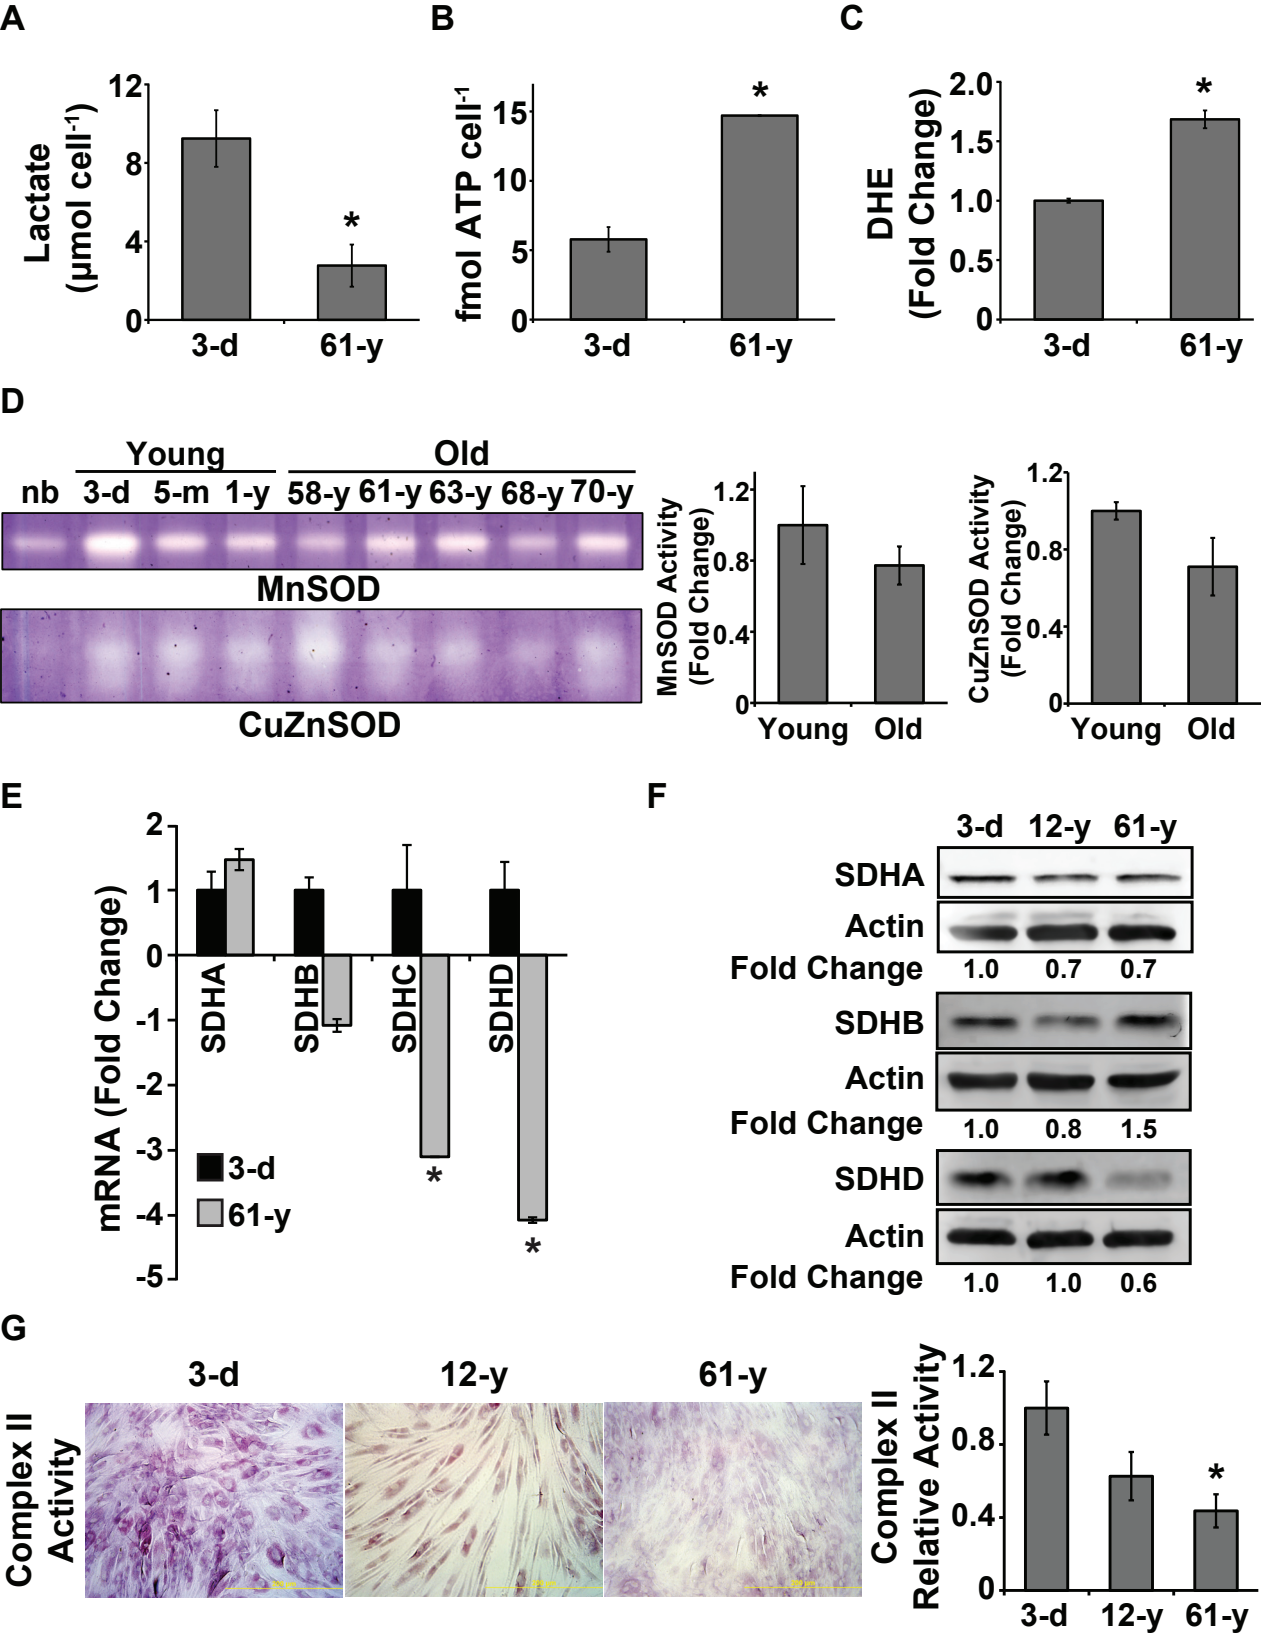 A
B
C
Lactate
(µmol cell-1)
12
8
4
0
*
3-d 61-y
fmol ATP cell-1
15
10
5
0
*
3-d 61-y
DHE
(Fold Change)
2.0
1.5
1.0
0.5
0
*
3-d 61-y
D
Young Old
nb 3-d 5-m 1-y 58-y 61-y 63-y 68-y 70-y
MnSOD
CuZnSOD
MnSOD Activity
(Fold Change)
1.2
0.8
0.4
0
Young Old
CuZnSOD Activity
(Fold Change)
1.2
0.8
0.4
0
Young Old
E
mRNA (Fold Change)
2
1
0
-1
-2
-3
-4
-5
SDHA
SDHB
SDHC
SDHD
*
*
3-d
61-y
F
3-d 12-y 61-y
SDHA
Actin
Fold Change 1.0 0.7 0.7
SDHB
Actin
Fold Change 1.0 0.8 1.5
SDHD
Actin
Fold Change 1.0 1.0 0.6
G
3-d 12-y 61-y
Complex II
Activity
Complex II
Relative Activity
1.2
0.8
0.4
0
*
3-d 12-y 61-y